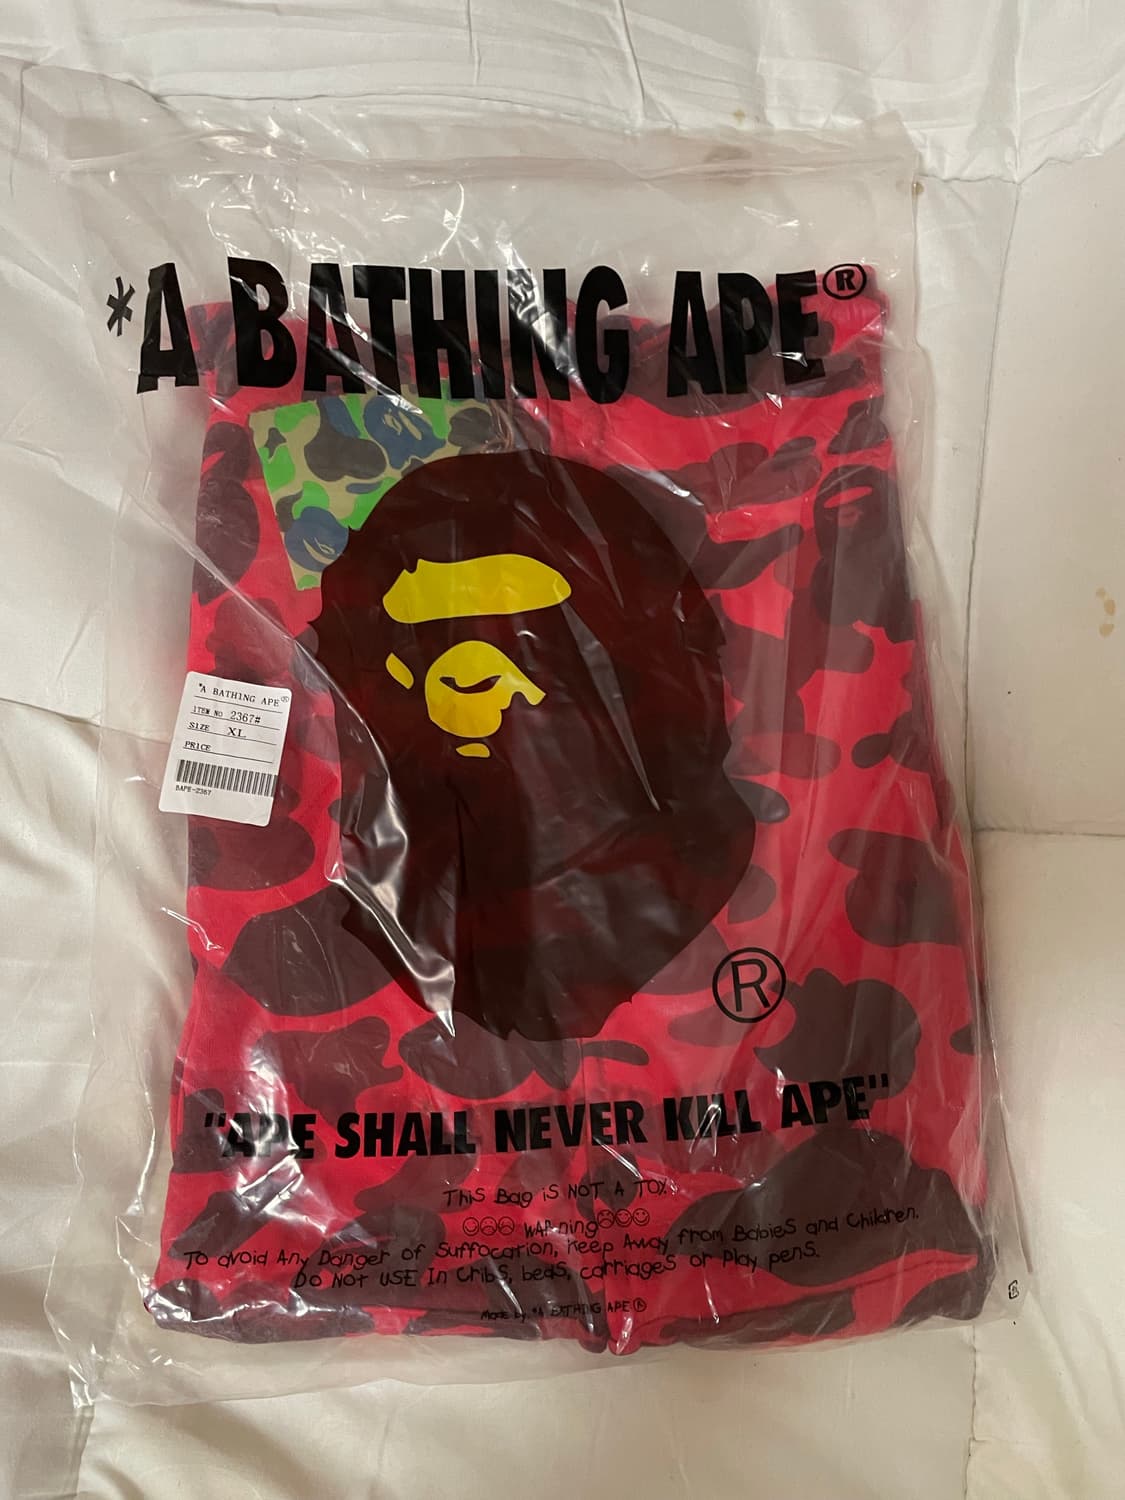 *A BATHING APE®
*A BATHING APE®
ITEM NO 2367#
SIZE XL
PRICE
BAPE-2367
®
"APE SHALL NEVER KILL APE"
This Bag is NOT A TOY.
WARning
To avoid Any Danger of Suffocation, Keep Away from Babies and Children.
Do Not USE In Cribs, beds, carriages or Play pens.
Made by *A BATHING APE®